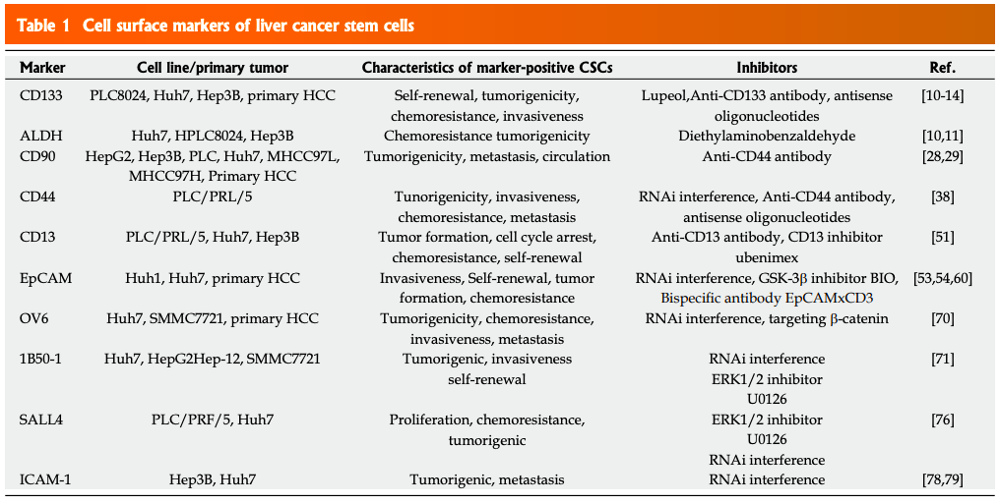 Table 1 Cell surface markers of liver cancer stem cells
Marker Cell line/primary tumor Characteristics of marker-positive CSCs Inhibitors Ref.
CD133 PLC8024, Huh7, Hep3B, primary HCC Self-renewal, tumorigenicity, Lupeol,Anti-CD133 antibody, antisense [10-14]
chemoresistance, invasiveness oligonucleotides
ALDH Huh7, HPLC8024, Hep3B Chemoresistance tumorigenicity Diethylaminobenzaldehyde [10,11]
CD90 HepG2, Hep3B, PLC, Huh7, MHCC97L, Tumorigenicity, metastasis, circulation Anti-CD44 antibody [28,29]
MHCC97H, Primary HCC
CD44 PLC/PRL/5 Tunorigenicity, invasiveness, RNAi interference, Anti-CD44 antibody, [38]
chemoresistance, metastasis antisense oligonucleotides
CD13 PLC/PRL/5, Huh7, Hep3B Tumor formation, cell cycle arrest, Anti-CD13 antibody, CD13 inhibitor [51]
chemoresistance, self-renewal ubenimex
EpCAM Huh1, Huh7, primary HCC Invasiveness, Self-renewal, tumor RNAi interference, GSK-3β inhibitor BIO, [53,54,60]
formation, chemoresistance Bispecific antibody EpCAMxCD3
OV6 Huh7, SMMC7721, primary HCC Tumorigenicity, chemoresistance, RNAi interference, targeting β-catenin [70]
invasiveness, metastasis
1B50-1 Huh7, HepG2Hep-12, SMMC7721 Tumorigenic, invasiveness RNAi interference [71]
self-renewal ERK1/2 inhibitor
U0126
SALL4 PLC/PRF/5, Huh7 Proliferation, chemoresistance, ERK1/2 inhibitor [76]
tumorigenic U0126
RNAi interference
ICAM-1 Hep3B, Huh7 Tumorigenic, metastasis RNAi interference [78,79]